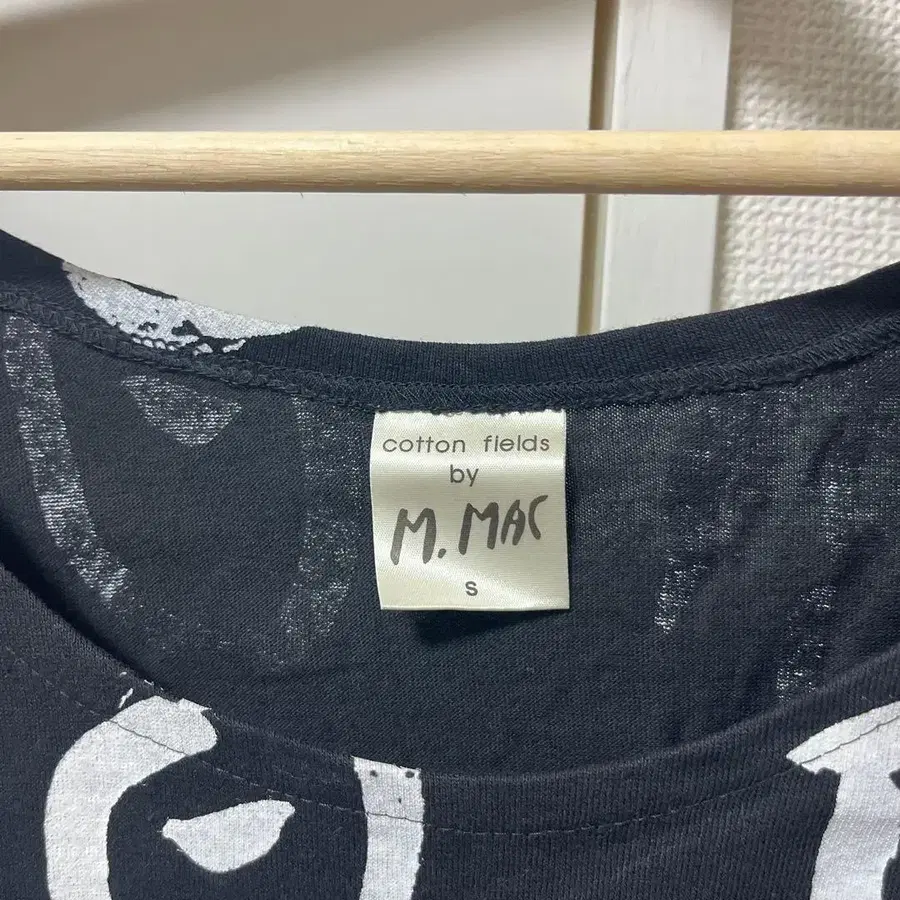 cotton fields
by
M. MAC
S